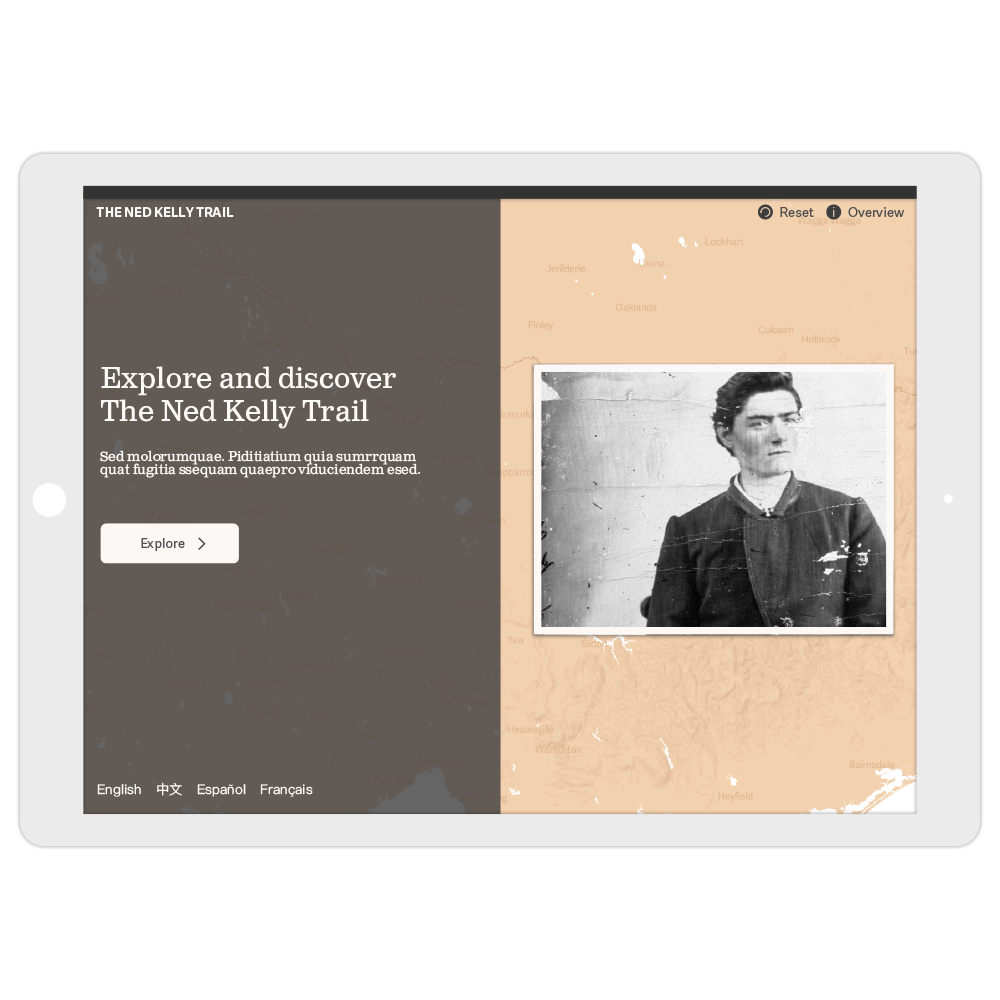 THE NED KELLY TRAIL
Reset
Overview
Wagga Wagga
Lockhart
Jerilderie
Urana
Oaklands
Finley
Culcairn
Holbrook
Explore and discover
The Ned Kelly Trail
Sed molorumquae. Piditiatium quia sumrrquam
quat fugitia ssequam quaepro viduciendem esed.
Explore
Yea
Healesville
Warburton
Bairnsdale
Heyfield
English 中文 Español Français